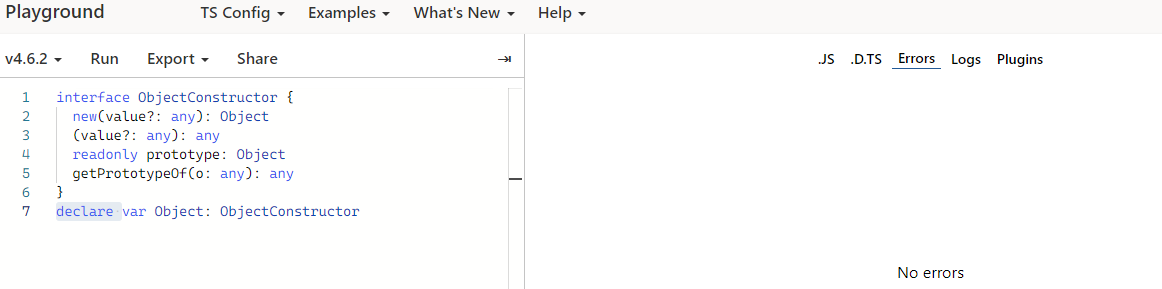 Playground TS Config Examples What's New Help
v4.6.2 Run Export Share .JS .D.TS Errors Logs Plugins
1 interface ObjectConstructor {
2 new(value?: any): Object
3 (value?: any): any
4 readonly prototype: Object
5 getPrototypeOf(o: any): any
6 }
7 declare var Object: ObjectConstructor
No errors